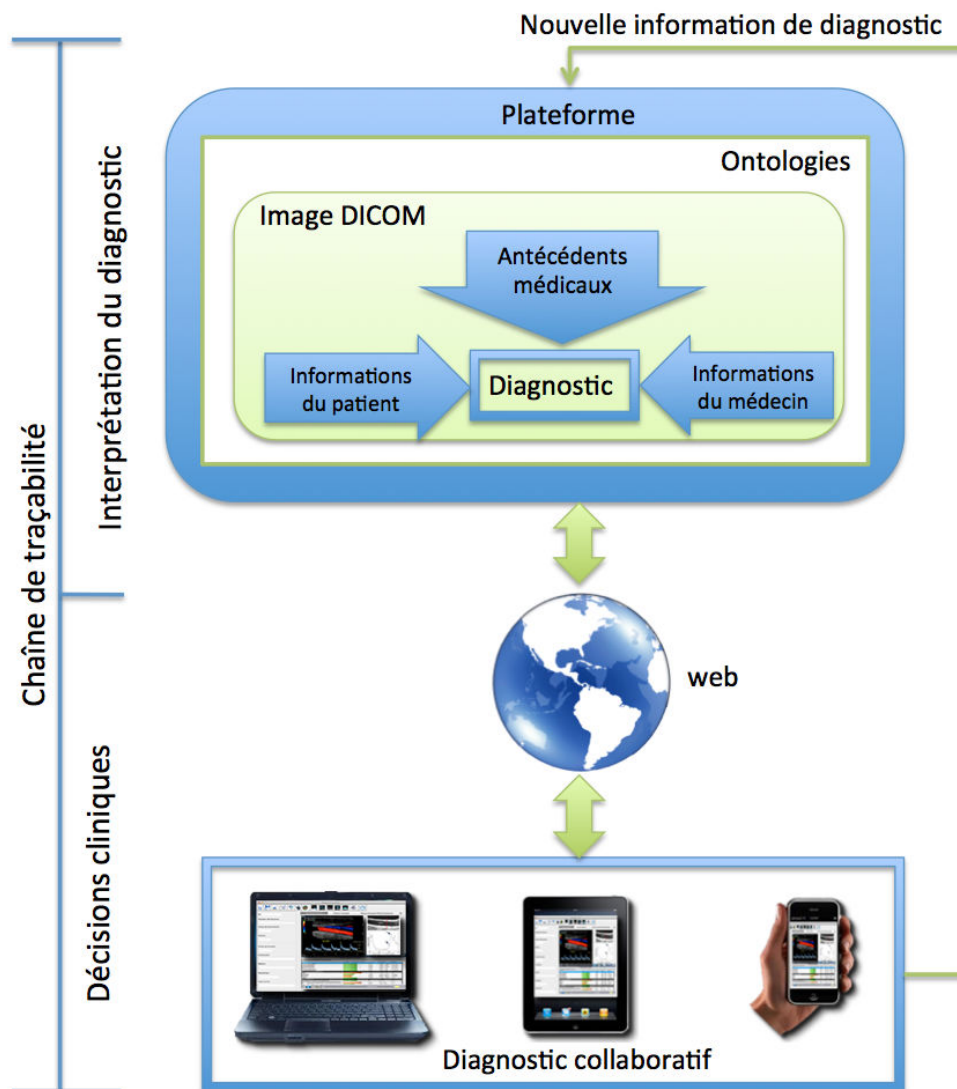 Nouvelle information de diagnostic
Plateforme
Ontologies
Image DICOM
Antécédents
médicaux
Informations
du patient
Diagnostic
Informations
du médecin
Interprétation du diagnostic
Chaîne de traçabilité
web
Décisions cliniques
Diagnostic collaboratif